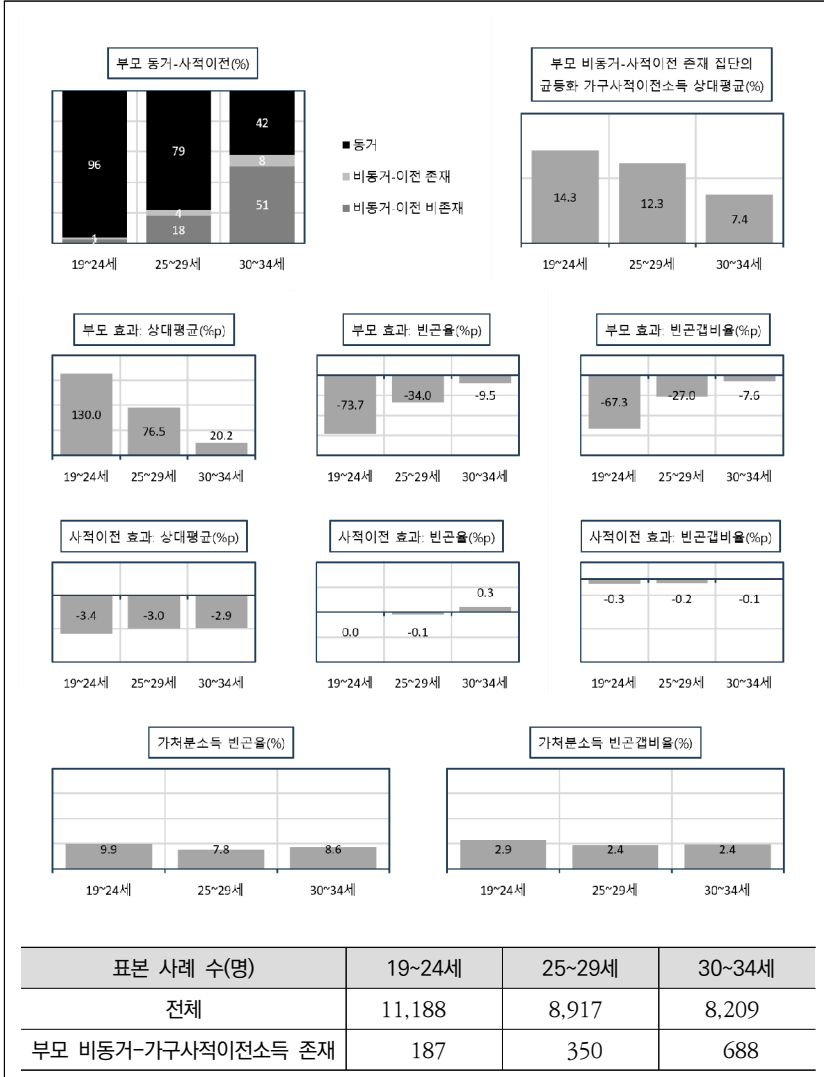 부모 동거-사적이전(%)
96
1
79
4
18
42
8
51
19~24세 25~29세 30~34세
■동거
■비동거-이전 존재
■비동거-이전 비존재
부모 비동거-사적이전 존재 집단의
균등화 가구사적이전소득 상대평균(%)
14.3 12.3 7.4
19~24세 25~29세 30~34세
부모 효과: 상대평균(%p)
130.0 76.5 20.2
19~24세 25~29세 30~34세
부모 효과: 빈곤율(%p)
-73.7 -34.0 -9.5
19~24세 25~29세 30~34세
부모 효과: 빈곤갭비율(%p)
-67.3 -27.0 -7.6
19~24세 25~29세 30~34세
사적이전 효과: 상대평균(%p)
-3.4 -3.0 -2.9
19~24세 25~29세 30~34세
사적이전 효과: 빈곤율(%p)
0.0 -0.1 0.3
19~24세 25~29세 30~34세
사적이전 효과: 빈곤갭비율(%p)
-0.3 -0.2 -0.1
19~24세 25~29세 30~34세
가처분소득 빈곤율(%)
9.9 7.8 8.6
19~24세 25~29세 30~34세
가처분소득 빈곤갭비율(%)
2.9 2.4 2.4
19~24세 25~29세 30~34세
표본 사례 수(명) 19~24세 25~29세 30~34세
전체 11,188 8,917 8,209
부모 비동거-가구사적이전소득 존재 187 350 688